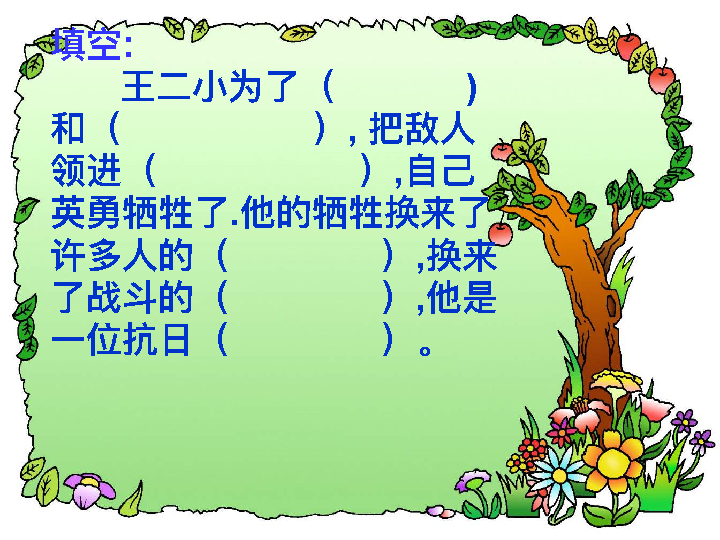 填空:
王二小为了（ )
和（ ）, 把敌人
领进（ ）,自己
英勇牺牲了.他的牺牲换来了
许多人的（ ）,换来
了战斗的（ ）,他是
一位抗日（ ）。